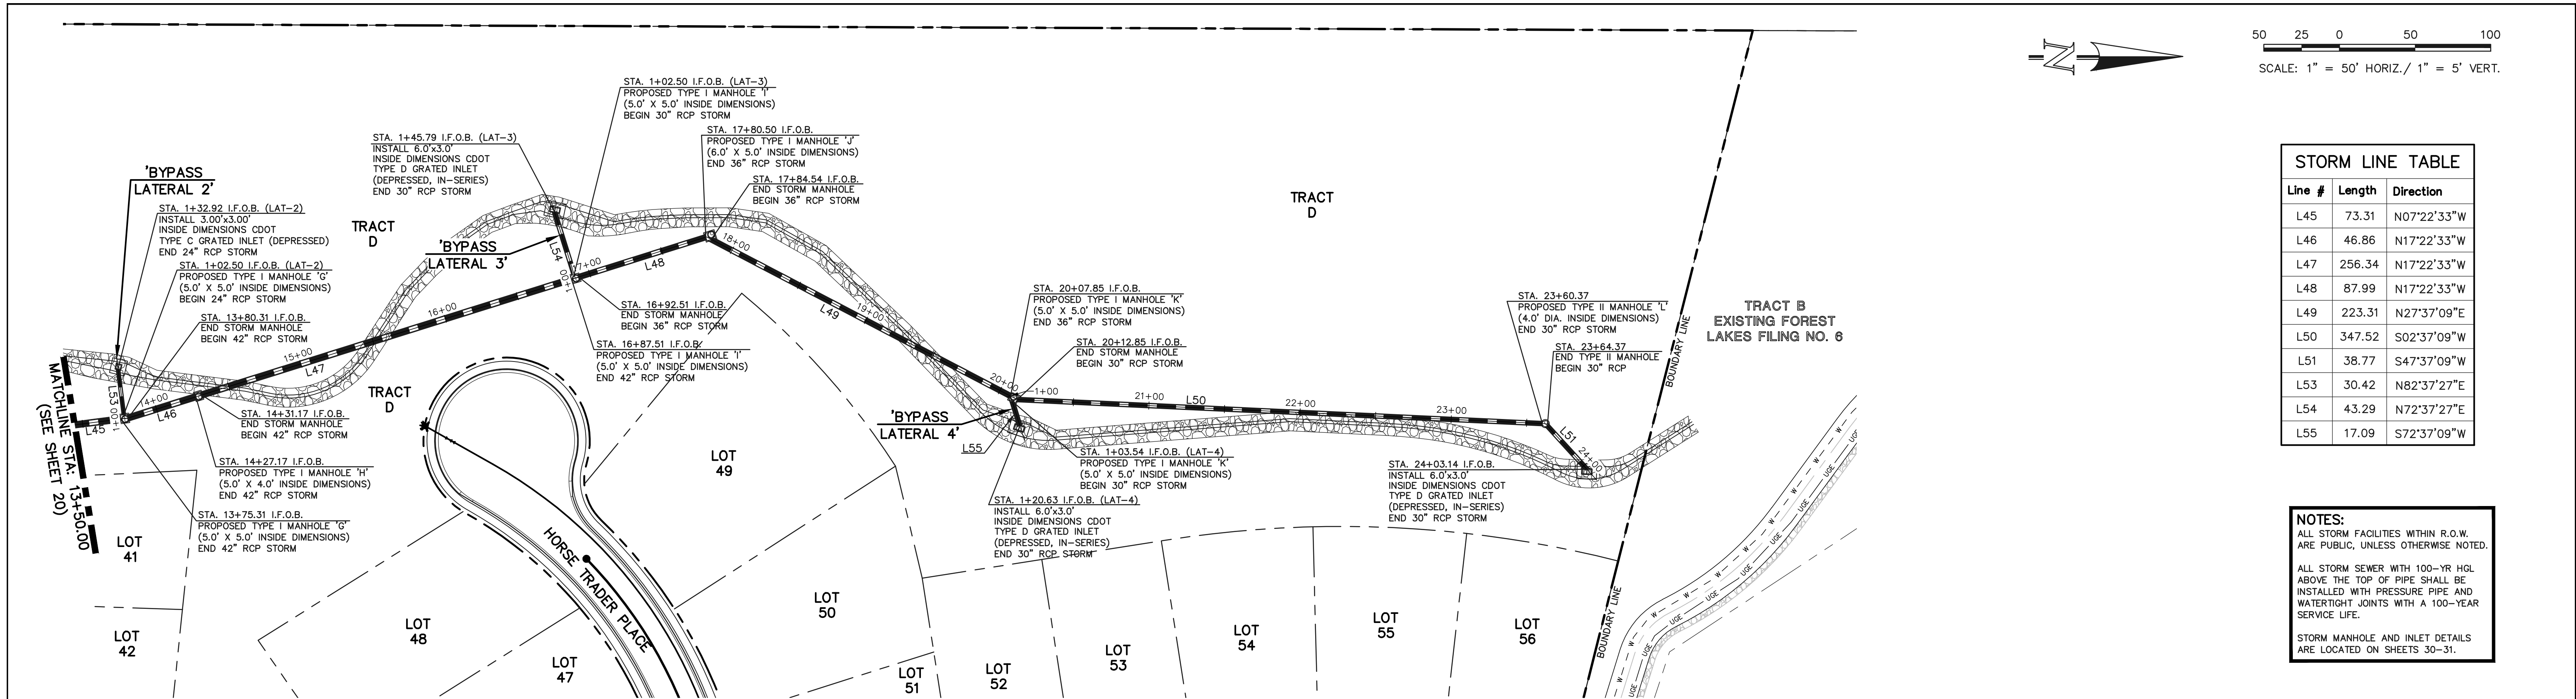 50 25 0 50 100
SCALE: 1" = 50' HORIZ./ 1" = 5' VERT.
N
STA. 1+02.50 I.F.O.B. (LAT-3)
PROPOSED TYPE I MANHOLE 'I'
(5.0' X 5.0' INSIDE DIMENSIONS)
BEGIN 30" RCP STORM
STA. 1+45.79 I.F.O.B. (LAT-3)
INSTALL 6.0'x3.0'
INSIDE DIMENSIONS CDOT
TYPE D GRATED INLET
(DEPRESSED, IN-SERIES)
END 30" RCP STORM
STA. 17+80.50 I.F.O.B.
PROPOSED TYPE I MANHOLE 'J'
(6.0' X 5.0' INSIDE DIMENSIONS)
END 36" RCP STORM
STA. 17+84.54 I.F.O.B.
END STORM MANHOLE
BEGIN 36" RCP STORM
'BYPASS
LATERAL 2'
STA. 1+32.92 I.F.O.B. (LAT-2)
INSTALL 3.00'x3.00'
INSIDE DIMENSIONS CDOT
TYPE C GRATED INLET (DEPRESSED)
END 24" RCP STORM
STA. 1+02.50 I.F.O.B. (LAT-2)
PROPOSED TYPE I MANHOLE 'G'
(5.0' X 5.0' INSIDE DIMENSIONS)
BEGIN 24" RCP STORM
STA. 13+80.31 I.F.O.B.
END STORM MANHOLE
BEGIN 42" RCP STORM
TRACT
D
'BYPASS
LATERAL 3'
TRACT
D
L54
1+00
17+00
L48
18+00
16+00
15+00
L47
14+00
L46
L53
1+00
L45
MATCHLINE STA: 13+50.00
(SEE SHEET 20)
STA. 16+92.51 I.F.O.B.
END STORM MANHOLE
BEGIN 36" RCP STORM
STA. 16+87.51 I.F.O.B.
PROPOSED TYPE I MANHOLE 'I'
(5.0' X 5.0' INSIDE DIMENSIONS)
END 42" RCP STORM
TRACT
D
STA. 14+31.17 I.F.O.B.
END STORM MANHOLE
BEGIN 42" RCP STORM
STA. 14+27.17 I.F.O.B.
PROPOSED TYPE I MANHOLE 'H'
(5.0' X 4.0' INSIDE DIMENSIONS)
END 42" RCP STORM
STA. 13+75.31 I.F.O.B.
PROPOSED TYPE I MANHOLE 'G'
(5.0' X 5.0' INSIDE DIMENSIONS)
END 42" RCP STORM
L49
19+00
20+00
1+00
STA. 20+07.85 I.F.O.B.
PROPOSED TYPE I MANHOLE 'K'
(5.0' X 5.0' INSIDE DIMENSIONS)
END 36" RCP STORM
STA. 20+12.85 I.F.O.B.
END STORM MANHOLE
BEGIN 30" RCP STORM
21+00
L50
22+00
23+00
'BYPASS
LATERAL 4'
L55
STA. 1+03.54 I.F.O.B. (LAT-4)
PROPOSED TYPE I MANHOLE 'K'
(5.0' X 5.0' INSIDE DIMENSIONS)
BEGIN 30" RCP STORM
STA. 1+20.63 I.F.O.B. (LAT-4)
INSTALL 6.0'x3.0'
INSIDE DIMENSIONS CDOT
TYPE D GRATED INLET
(DEPRESSED, IN-SERIES)
END 30" RCP STORM
STA. 23+60.37
PROPOSED TYPE II MANHOLE 'L'
(4.0' DIA. INSIDE DIMENSIONS)
END 30" RCP STORM
STA. 23+64.37
END TYPE II MANHOLE
BEGIN 30" RCP
L51
24+00
STA. 24+03.14 I.F.O.B.
INSTALL 6.0'x3.0'
INSIDE DIMENSIONS CDOT
TYPE D GRATED INLET
(DEPRESSED, IN-SERIES)
END 30" RCP STORM
BOUNDARY LINE
BOUNDARY LINE
TRACT B
EXISTING FOREST
LAKES FILING NO. 6
HORSE TRADER PLACE
LOT
41
LOT
42
LOT
48
LOT
47
LOT
49
LOT
50
LOT
51
LOT
52
LOT
53
LOT
54
LOT
55
LOT
56
W W W W W W W W W
UGE UGE UGE UGE UGE UGE UGE
STORM LINE TABLE
Line # Length Direction
L45 73.31 N07°22'33"W
L46 46.86 N17°22'33"W
L47 256.34 N17°22'33"W
L48 87.99 N17°22'33"W
L49 223.31 N27°37'09"E
L50 347.52 S02°37'09"W
L51 38.77 S47°37'09"W
L53 30.42 N82°37'27"E
L54 43.29 N72°37'27"E
L55 17.09 S72°37'09"W
NOTES:
ALL STORM FACILITIES WITHIN R.O.W.
ARE PUBLIC, UNLESS OTHERWISE NOTED.
ALL STORM SEWER WITH 100-YR HGL
ABOVE THE TOP OF PIPE SHALL BE
INSTALLED WITH PRESSURE PIPE AND
WATERTIGHT JOINTS WITH A 100-YEAR
SERVICE LIFE.
STORM MANHOLE AND INLET DETAILS
ARE LOCATED ON SHEETS 30-31.